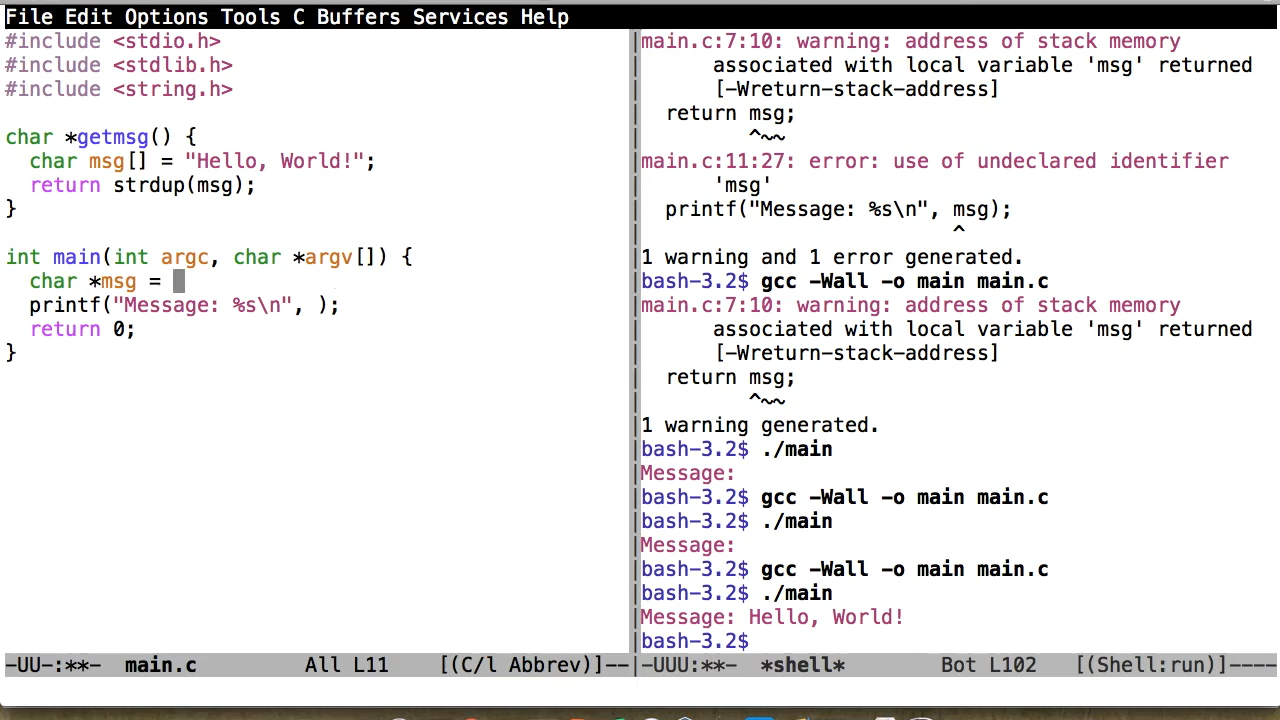 File Edit Options Tools C Buffers Services Help
#include <stdio.h>
#include <stdlib.h>
#include <string.h>

char *getmsg() {
  char msg[] = "Hello, World!";
  return strdup(msg);
}

int main(int argc, char *argv[]) {
  char *msg = 
  printf("Message: %s\n", );
  return 0;
}
-UU-:**-  main.c         All L11    [(C/l Abbrev)]--
main.c:7:10: warning: address of stack memory
      associated with local variable 'msg' returned
      [-Wreturn-stack-address]
  return msg;
         ^~~
main.c:11:27: error: use of undeclared identifier
      'msg'
  printf("Message: %s\n", msg);
                          ^
1 warning and 1 error generated.
bash-3.2$ gcc -Wall -o main main.c
main.c:7:10: warning: address of stack memory
      associated with local variable 'msg' returned
      [-Wreturn-stack-address]
  return msg;
         ^~~
1 warning generated.
bash-3.2$ ./main
Message:
bash-3.2$ gcc -Wall -o main main.c
bash-3.2$ ./main
Message:
bash-3.2$ gcc -Wall -o main main.c
bash-3.2$ ./main
Message: Hello, World!
bash-3.2$
-UUU:**-  *shell*        Bot L102   [(Shell:run)]----